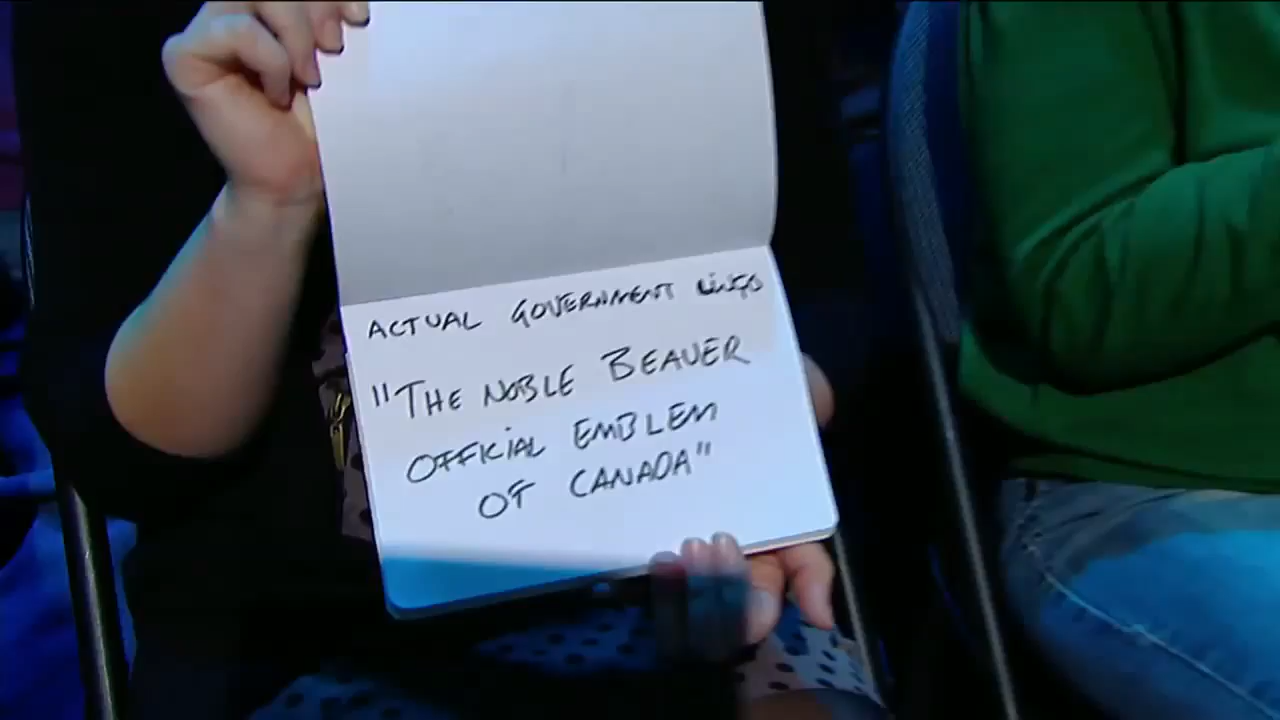 ACTUAL GOVERNMENT
"THE NOBLE BEAVER
OFFICIAL EMBLEM
OF CANADA"